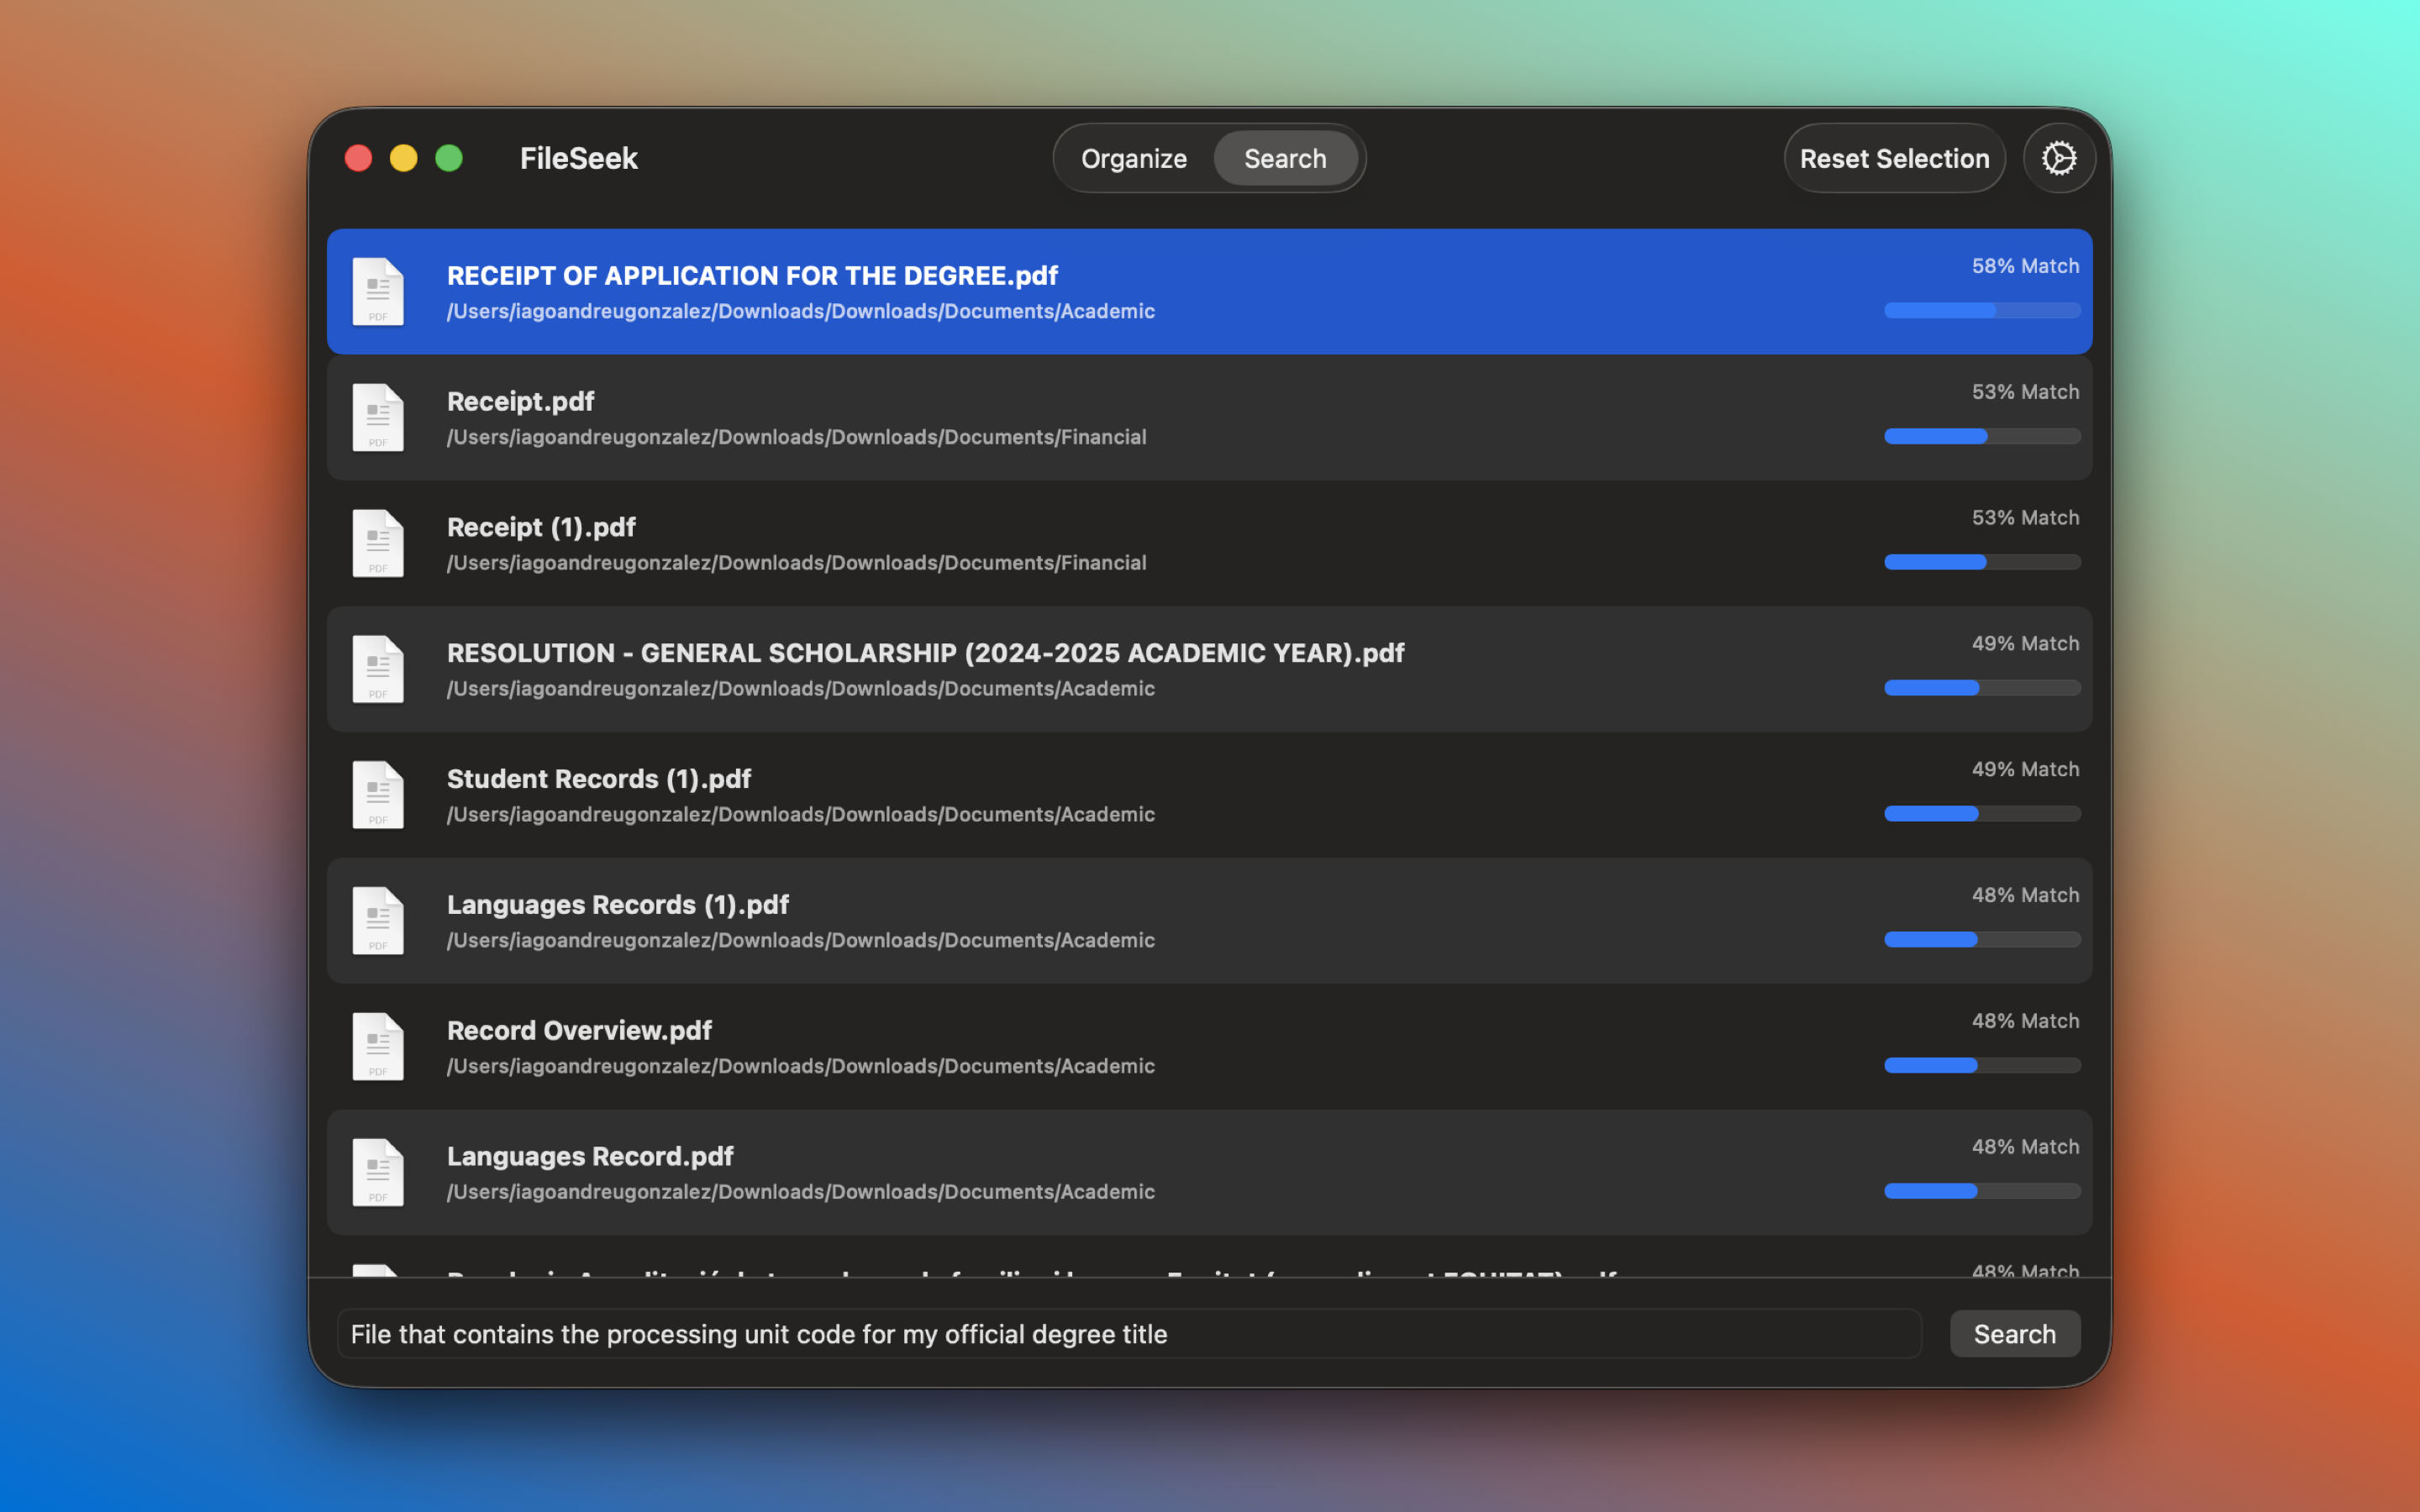 FileSeek
Organize
Search
Reset Selection
RECEIPT OF APPLICATION FOR THE DEGREE.pdf
/Users/iagoandreugonzalez/Downloads/Downloads/Documents/Academic
58% Match
PDF
Receipt.pdf
/Users/iagoandreugonzalez/Downloads/Downloads/Documents/Financial
53% Match
PDF
Receipt (1).pdf
/Users/iagoandreugonzalez/Downloads/Downloads/Documents/Financial
53% Match
PDF
RESOLUTION - GENERAL SCHOLARSHIP (2024-2025 ACADEMIC YEAR).pdf
/Users/iagoandreugonzalez/Downloads/Downloads/Documents/Academic
49% Match
PDF
Student Records (1).pdf
/Users/iagoandreugonzalez/Downloads/Downloads/Documents/Academic
49% Match
PDF
Languages Records (1).pdf
/Users/iagoandreugonzalez/Downloads/Downloads/Documents/Academic
48% Match
PDF
Record Overview.pdf
/Users/iagoandreugonzalez/Downloads/Downloads/Documents/Academic
48% Match
PDF
Languages Record.pdf
/Users/iagoandreugonzalez/Downloads/Downloads/Documents/Academic
48% Match
PDF
48% Match
File that contains the processing unit code for my official degree title
Search